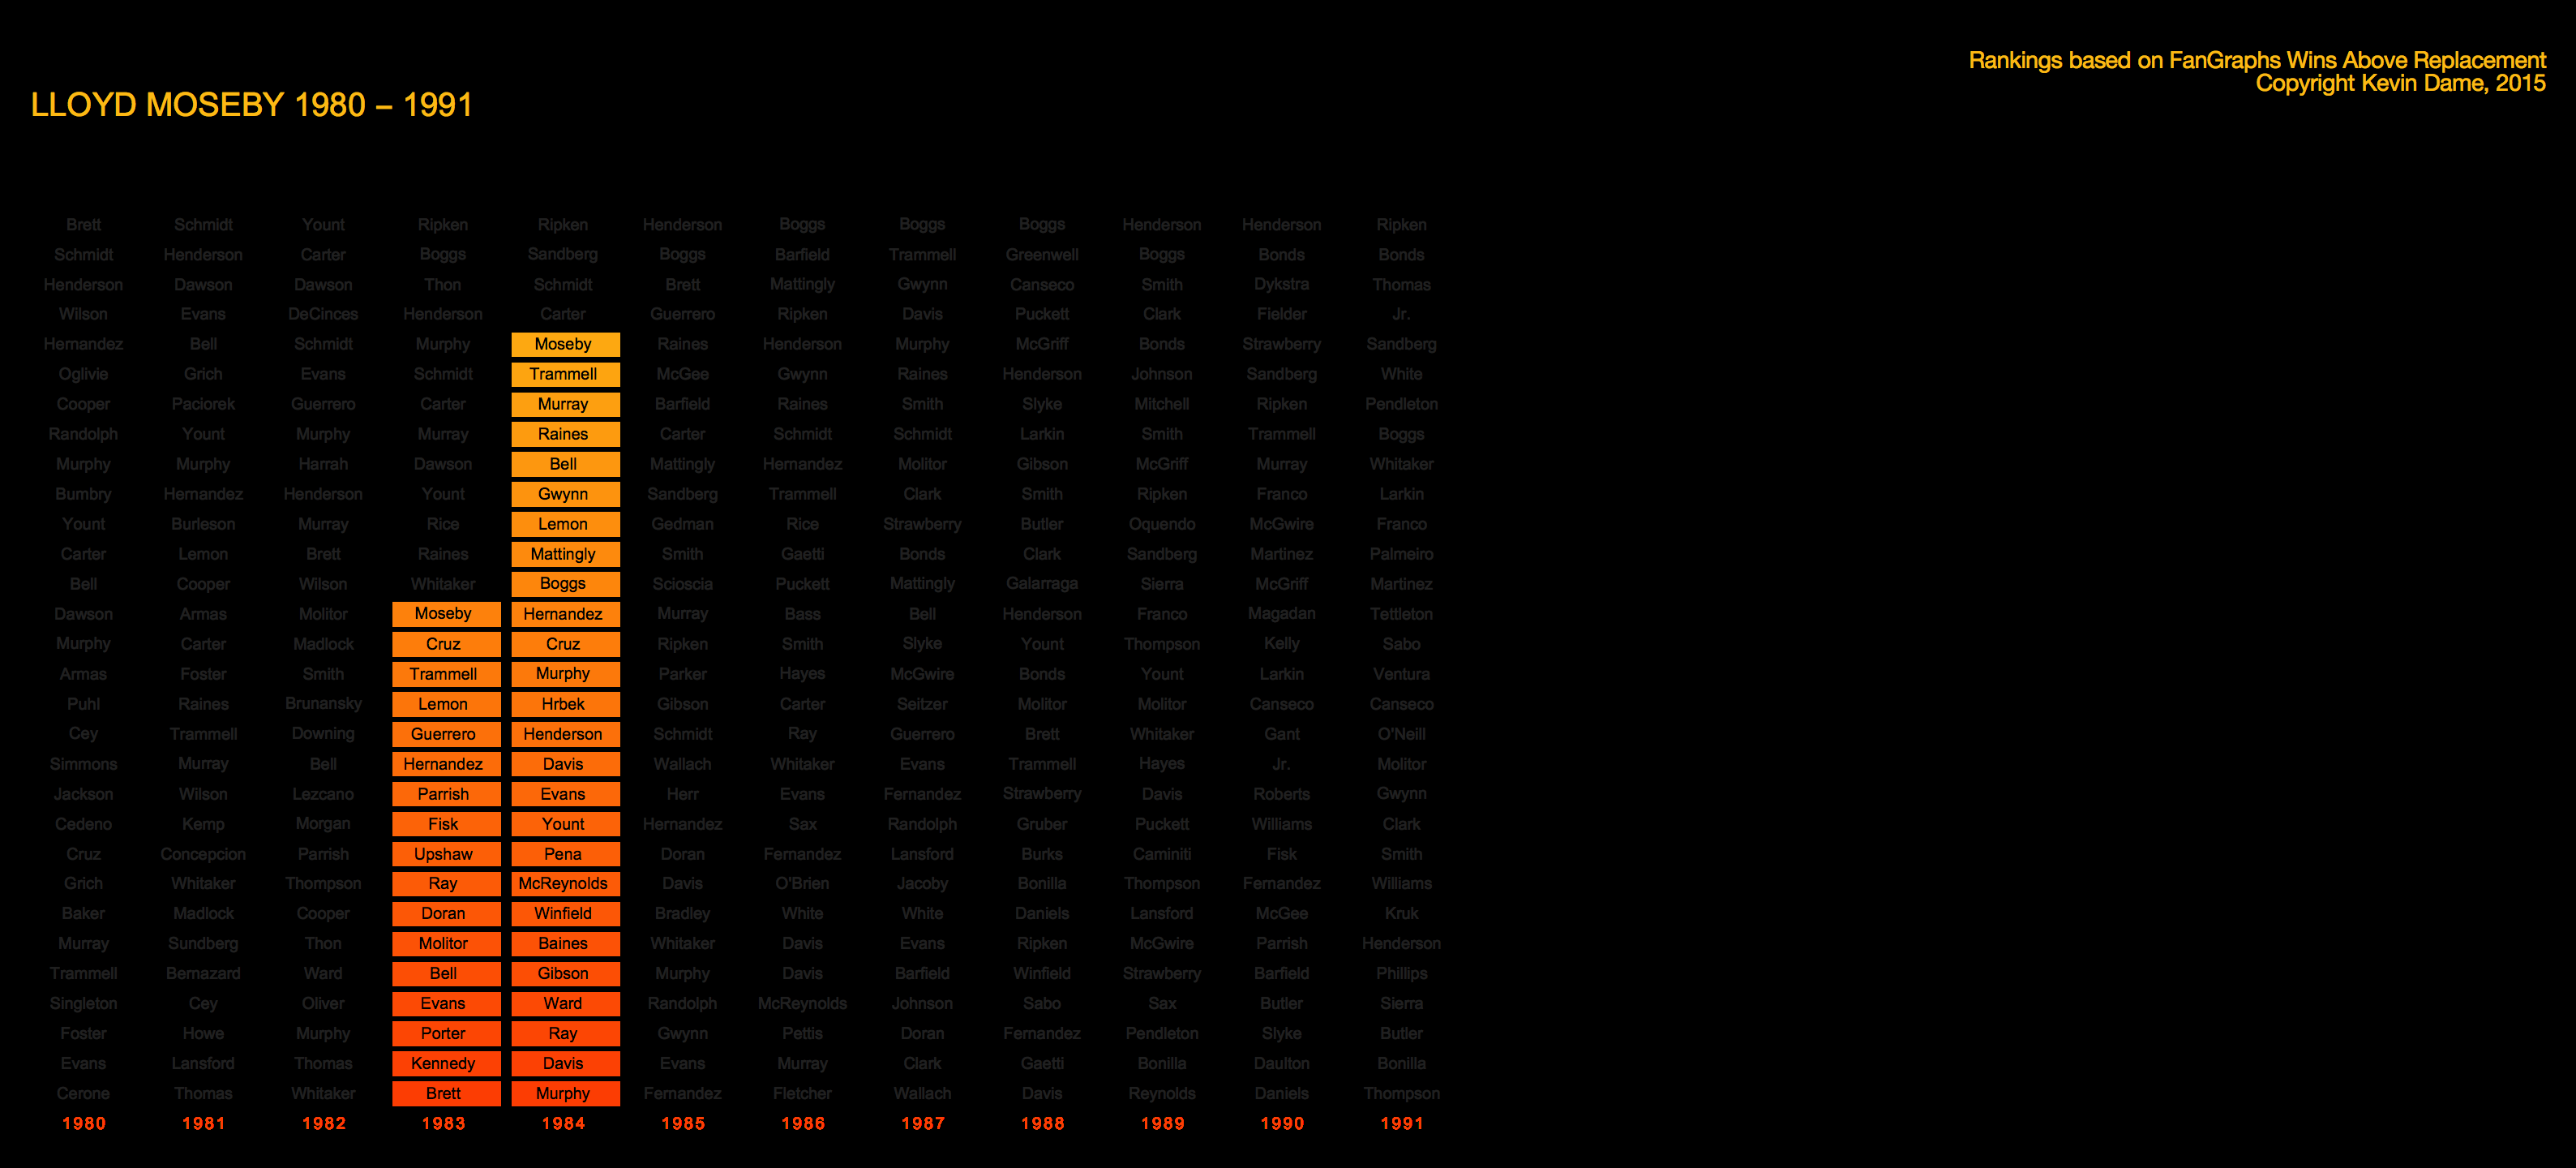 Rankings based on FanGraphs Wins Above Replacement
Copyright Kevin Dame, 2015
LLOYD MOSEBY 1980 – 1991
Brett Schmidt Yount Ripken Ripken Henderson Boggs Boggs Boggs Henderson Henderson Ripken
Schmidt Henderson Carter Boggs Sandberg Boggs Barfield Trammell Greenwell Boggs Bonds Bonds
Henderson Dawson Dawson Thon Schmidt Brett Mattingly Gwynn Canseco Smith Dykstra Thomas
Wilson Evans DeCinces Henderson Carter Guerrero Ripken Davis Puckett Clark Fielder Jr.
Hernandez Bell Schmidt Murphy Moseby Raines Henderson Murphy McGriff Bonds Strawberry Sandberg
Oglivie Grich Evans Schmidt Trammell McGee Gwynn Raines Henderson Johnson Sandberg White
Cooper Paciorek Guerrero Carter Murray Barfield Raines Smith Slyke Mitchell Ripken Pendleton
Randolph Yount Murphy Murray Raines Carter Schmidt Schmidt Larkin Smith Trammell Boggs
Murphy Murphy Harrah Dawson Bell Mattingly Hernandez Molitor Gibson McGriff Murray Whitaker
Bumbry Hernandez Henderson Yount Gwynn Sandberg Trammell Clark Smith Ripken Franco Larkin
Yount Burleson Murray Rice Lemon Gedman Rice Strawberry Butler Oquendo McGwire Franco
Carter Lemon Brett Raines Mattingly Smith Gaetti Bonds Clark Sandberg Martinez Palmeiro
Bell Cooper Wilson Whitaker Boggs Scioscia Puckett Mattingly Galarraga Sierra McGriff Martinez
Dawson Armas Molitor Moseby Hernandez Murray Bass Bell Henderson Franco Magadan Tettleton
Murphy Carter Madlock Cruz Cruz Ripken Smith Slyke Yount Thompson Kelly Sabo
Armas Foster Smith Trammell Murphy Parker Hayes McGwire Bonds Yount Larkin Ventura
Puhl Raines Brunansky Lemon Hrbek Gibson Carter Seitzer Molitor Molitor Canseco Canseco
Cey Trammell Downing Guerrero Henderson Schmidt Ray Guerrero Brett Whitaker Gant O'Neill
Simmons Murray Bell Hernandez Davis Wallach Whitaker Evans Trammell Hayes Jr. Molitor
Jackson Wilson Lezcano Parrish Evans Herr Evans Fernandez Strawberry Davis Roberts Gwynn
Cedeno Kemp Morgan Fisk Yount Hernandez Sax Randolph Gruber Puckett Williams Clark
Cruz Concepcion Parrish Upshaw Pena Doran Fernandez Lansford Burks Caminiti Fisk Smith
Grich Whitaker Thompson Ray McReynolds Davis O'Brien Jacoby Bonilla Thompson Fernandez Williams
Baker Madlock Cooper Doran Winfield Bradley White White Daniels Lansford McGee Kruk
Murray Sundberg Thon Molitor Baines Whitaker Davis Evans Ripken McGwire Parrish Henderson
Trammell Bernazard Ward Bell Gibson Murphy Davis Barfield Winfield Strawberry Barfield Phillips
Singleton Cey Oliver Evans Ward Randolph McReynolds Johnson Sabo Sax Butler Sierra
Foster Howe Murphy Porter Ray Gwynn Pettis Doran Fernandez Pendleton Slyke Butler
Evans Lansford Thomas Kennedy Davis Evans Murray Clark Gaetti Bonilla Daulton Bonilla
Cerone Thomas Whitaker Brett Murphy Fernandez Fletcher Wallach Davis Reynolds Daniels Thompson
1980 1981 1982 1983 1984 1985 1986 1987 1988 1989 1990 1991